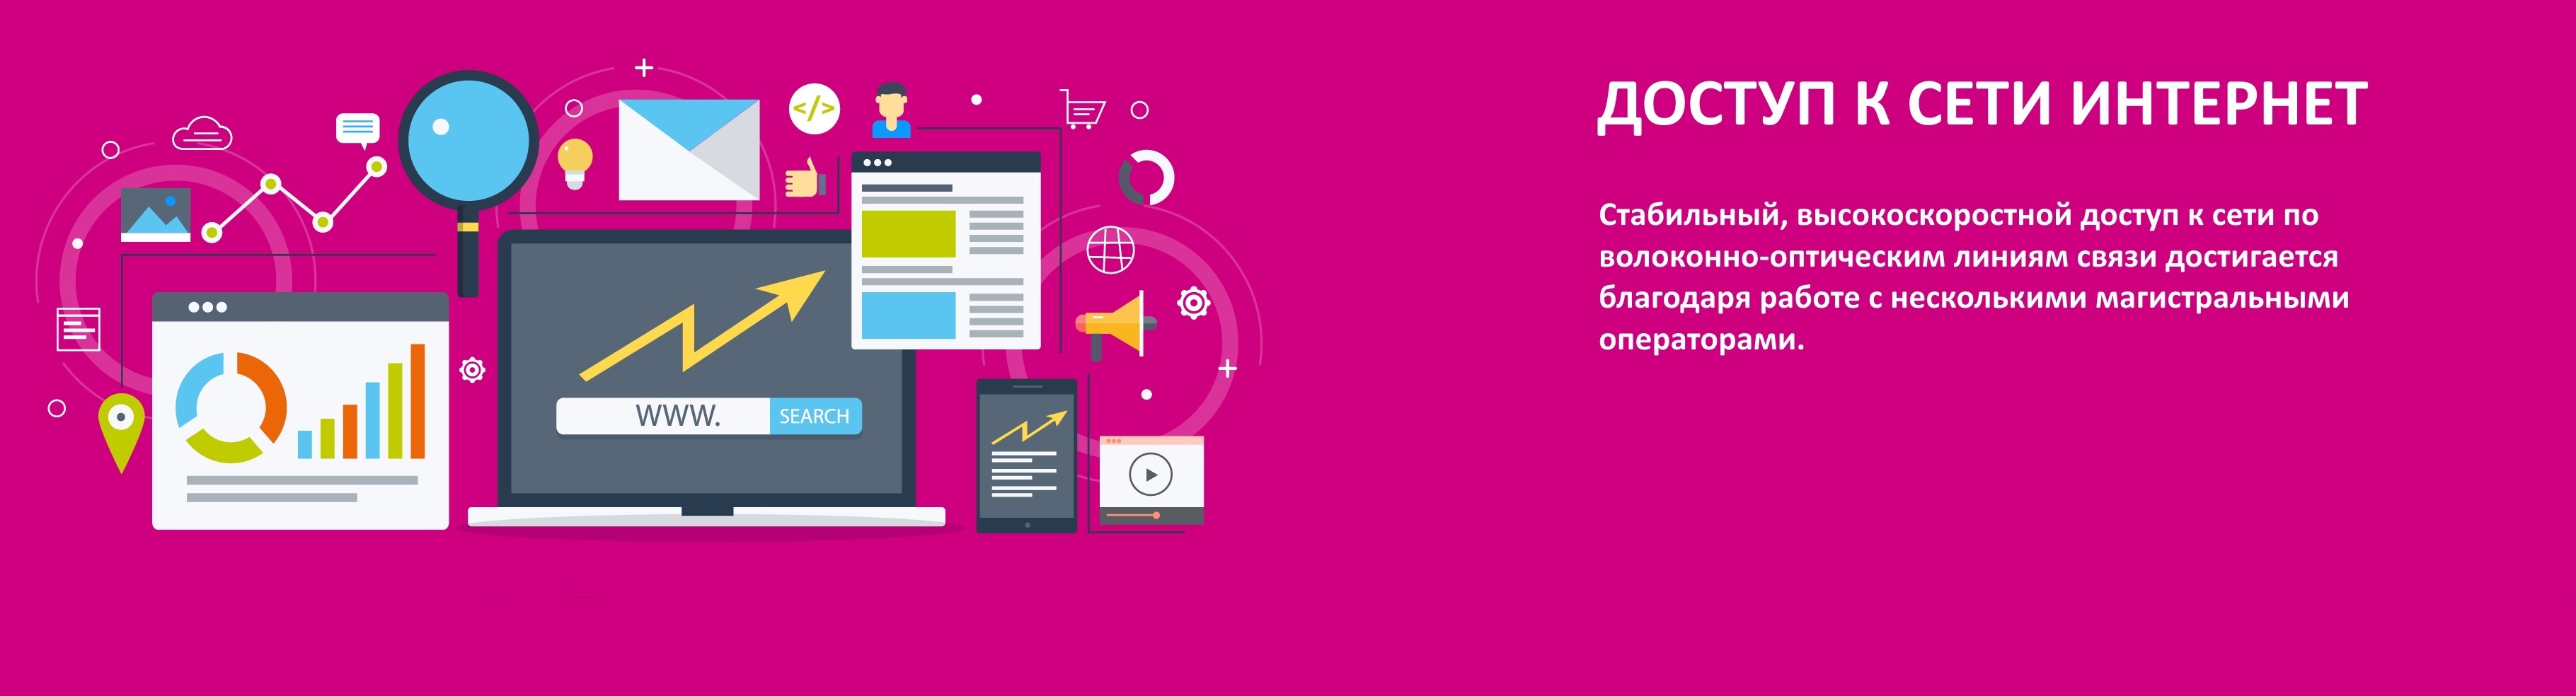 ДОСТУП К СЕТИ ИНТЕРНЕТ
Стабильный, высокоскоростной доступ к сети по
волоконно-оптическим линиям связи достигается
благодаря работе с несколькими магистральными
операторами.
</>
WWW. SEARCH